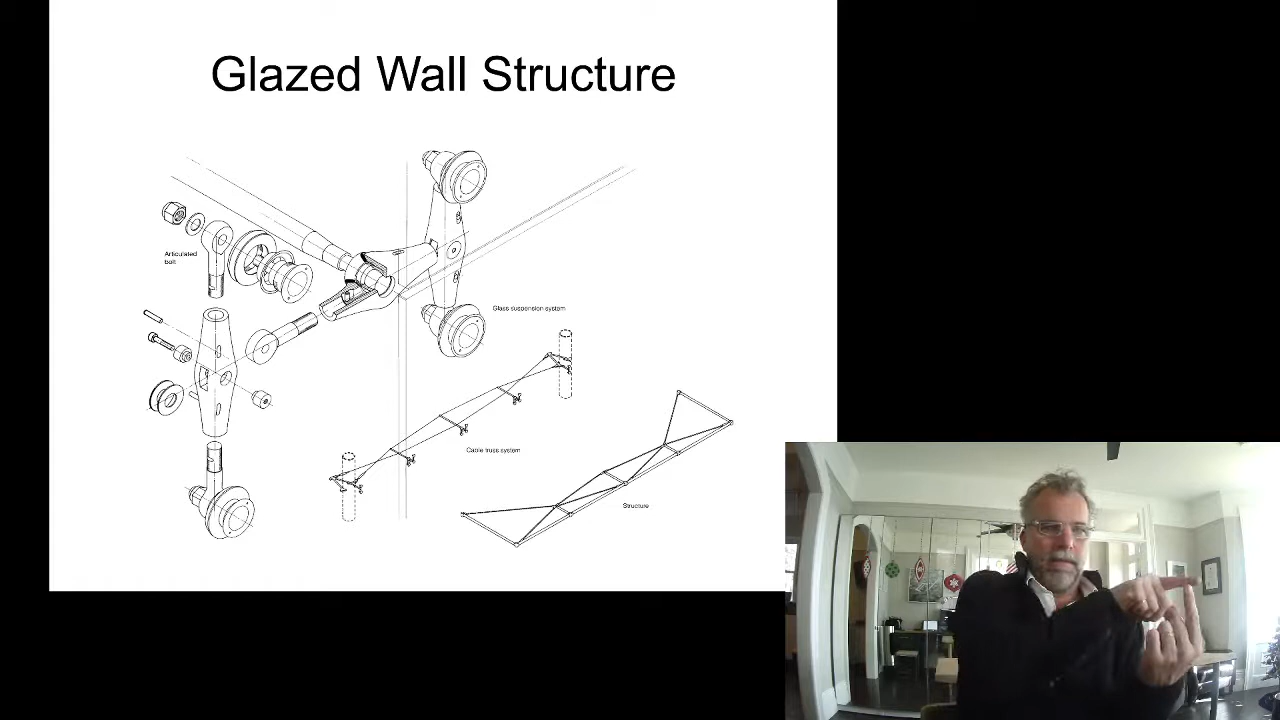 Glazed Wall Structure
Articulated
bolt
Glass suspension system
Cable truss system
Structure